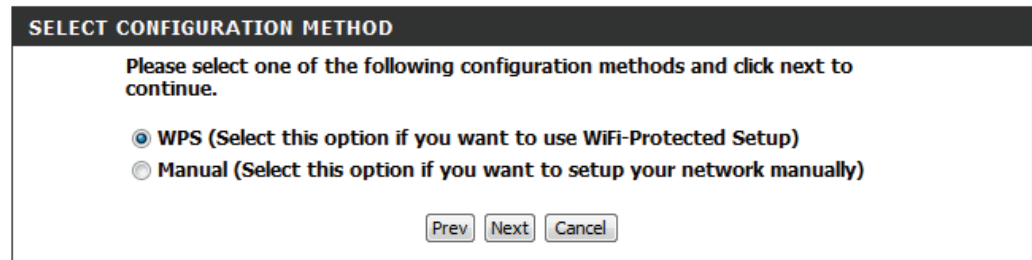 SELECT CONFIGURATION METHOD
Please select one of the following configuration methods and click next to
continue.
WPS (Select this option if you want to use WiFi-Protected Setup)
Manual (Select this option if you want to setup your network manually)
Prev Next Cancel